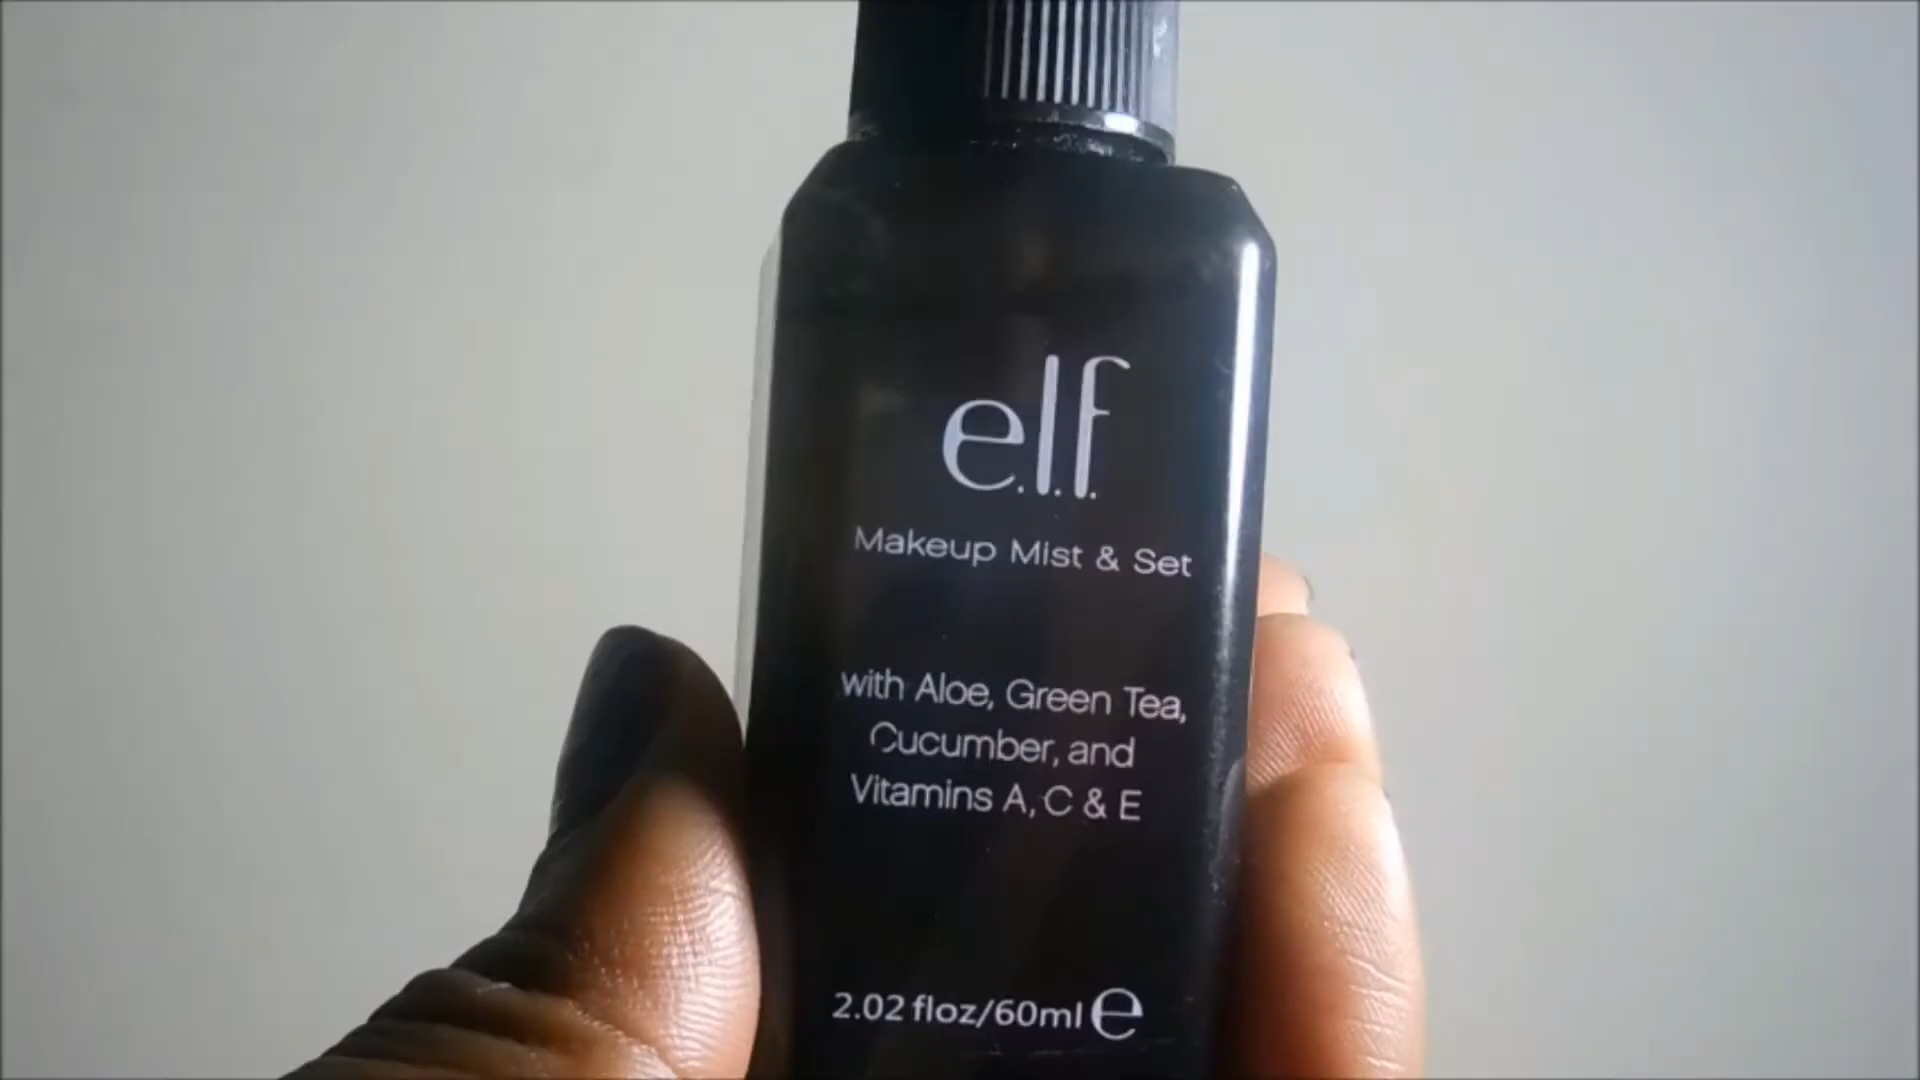 e.l.f.
Makeup Mist & Set
with Aloe, Green Tea,
Cucumber, and
Vitamins A, C & E
2.02 floz/60ml ℮